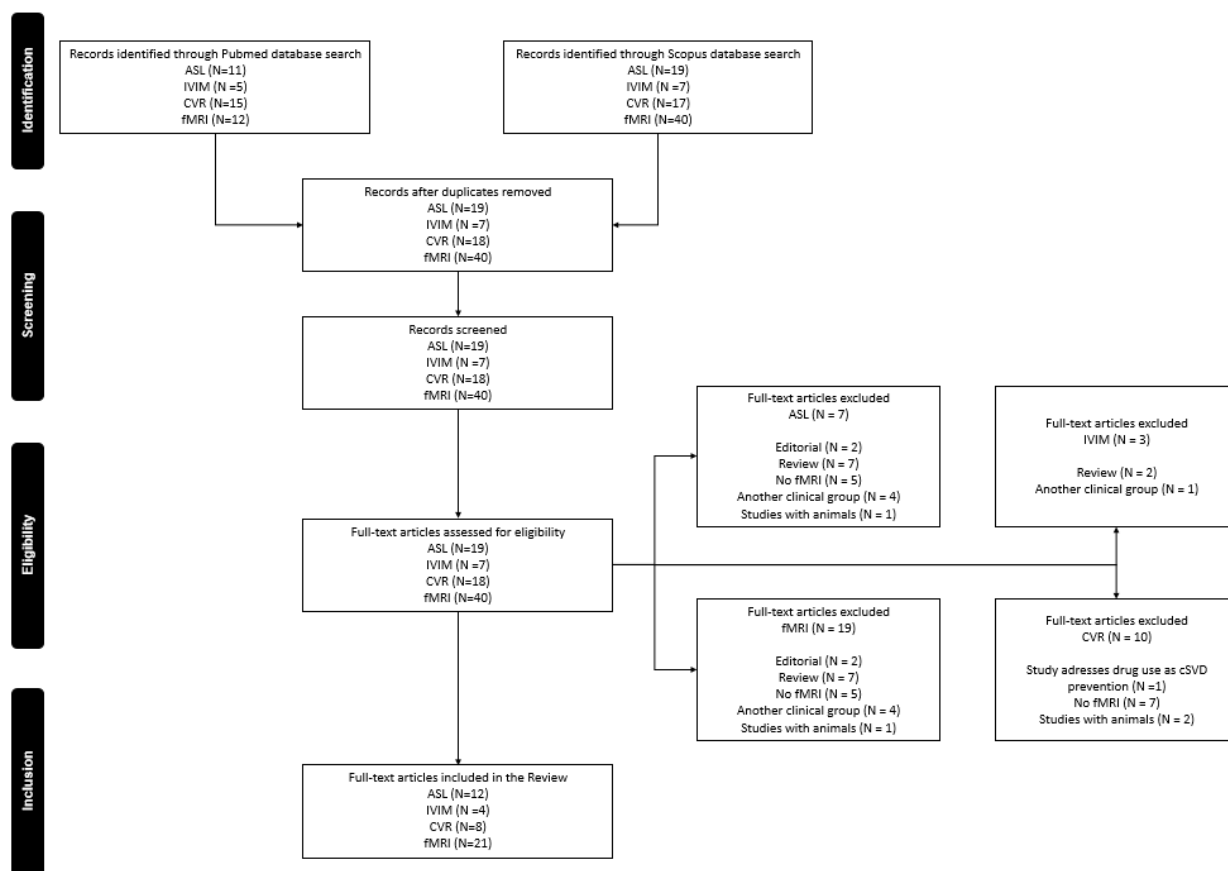 Identification
Records identified through Pubmed database search
ASL (N=11)
IVIM (N=5)
CVR (N=15)
fMRI (N=12)
Records identified through Scopus database search
ASL (N=19)
IVIM (N=7)
CVR (N=17)
fMRI (N=40)
Records after duplicates removed
ASL (N=19)
IVIM (N =7)
CVR (N=18)
fMRI (N=40)
Screening
Records screened
ASL (N=19)
IVIM (N =7)
CVR (N=18)
fMRI (N=40)
Eligibility
Full-text articles assessed for eligibility
ASL (N=19)
IVIM (N =7)
CVR (N=18)
fMRI (N=40)
Full-text articles excluded
ASL (N = 7)
Editorial (N = 2)
Review (N = 7)
No fMRI (N = 5)
Another clinical group (N = 4)
Studies with animals (N = 1)
Full-text articles excluded
IVIM (N = 3)
Review (N = 2)
Another clinical group (N = 1)
Full-text articles excluded
fMRI (N = 19)
Editorial (N = 2)
Review (N = 7)
No fMRI (N = 5)
Another clinical group (N = 4)
Studies with animals (N = 1)
Full-text articles excluded
CVR (N = 10)
Study adresses drug use as cSVD
prevention (N =1)
No fMRI (N = 7)
Studies with animals (N = 2)
Inclusion
Full-text articles included in the Review
ASL (N=12)
IVIM (N =4)
CVR (N=8)
fMRI (N=21)